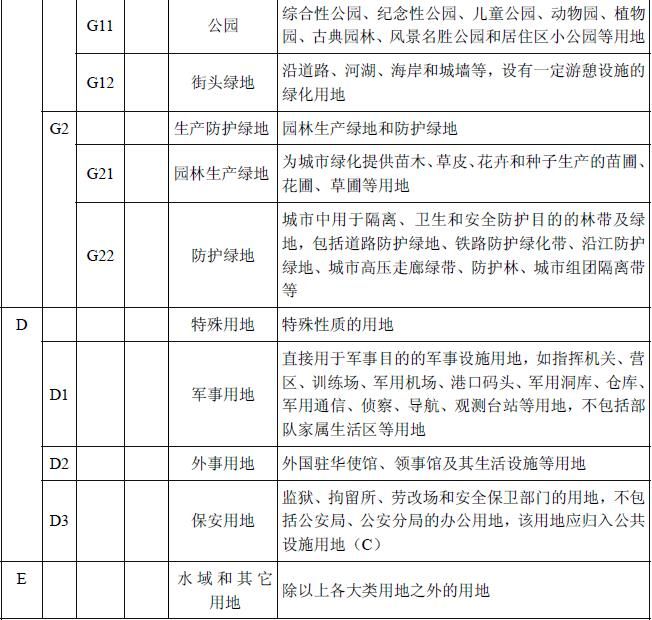 G11 公园 综合性公园、纪念性公园、儿童公园、动物园、植物
园、古典园林、风景名胜公园和居住区小公园等用地
G12 街头绿地 沿道路、河湖、海岸和城墙等，设有一定游憩设施的
绿化用地
G2 生产防护绿地 园林生产绿地和防护绿地
G21 园林生产绿地 为城市绿化提供苗木、草皮、花卉和种子生产的苗圃、
花圃、草圃等用地
G22 防护绿地 城市中用于隔离、卫生和安全防护目的的林带及绿
地，包括道路防护绿地、铁路防护绿化带、沿江防护
绿地、城市高压走廊绿带、防护林、城市组团隔离带
等
D 特殊用地 特殊性质的用地
D1 军事用地 直接用于军事目的的军事设施用地，如指挥机关、营
区、训练场、军用机场、港口码头、军用洞库、仓库、
军用通信、侦察、导航、观测台站等用地，不包括部
队家属生活区等用地
D2 外事用地 外国驻华使馆、领事馆及其生活设施等用地
D3 保安用地 监狱、拘留所、劳改场和安全保卫部门的用地，不包
括公安局、公安分局的办公用地，该用地应归入公共
设施用地（C）
E 水域和其它
用地 除以上各大类用地之外的用地